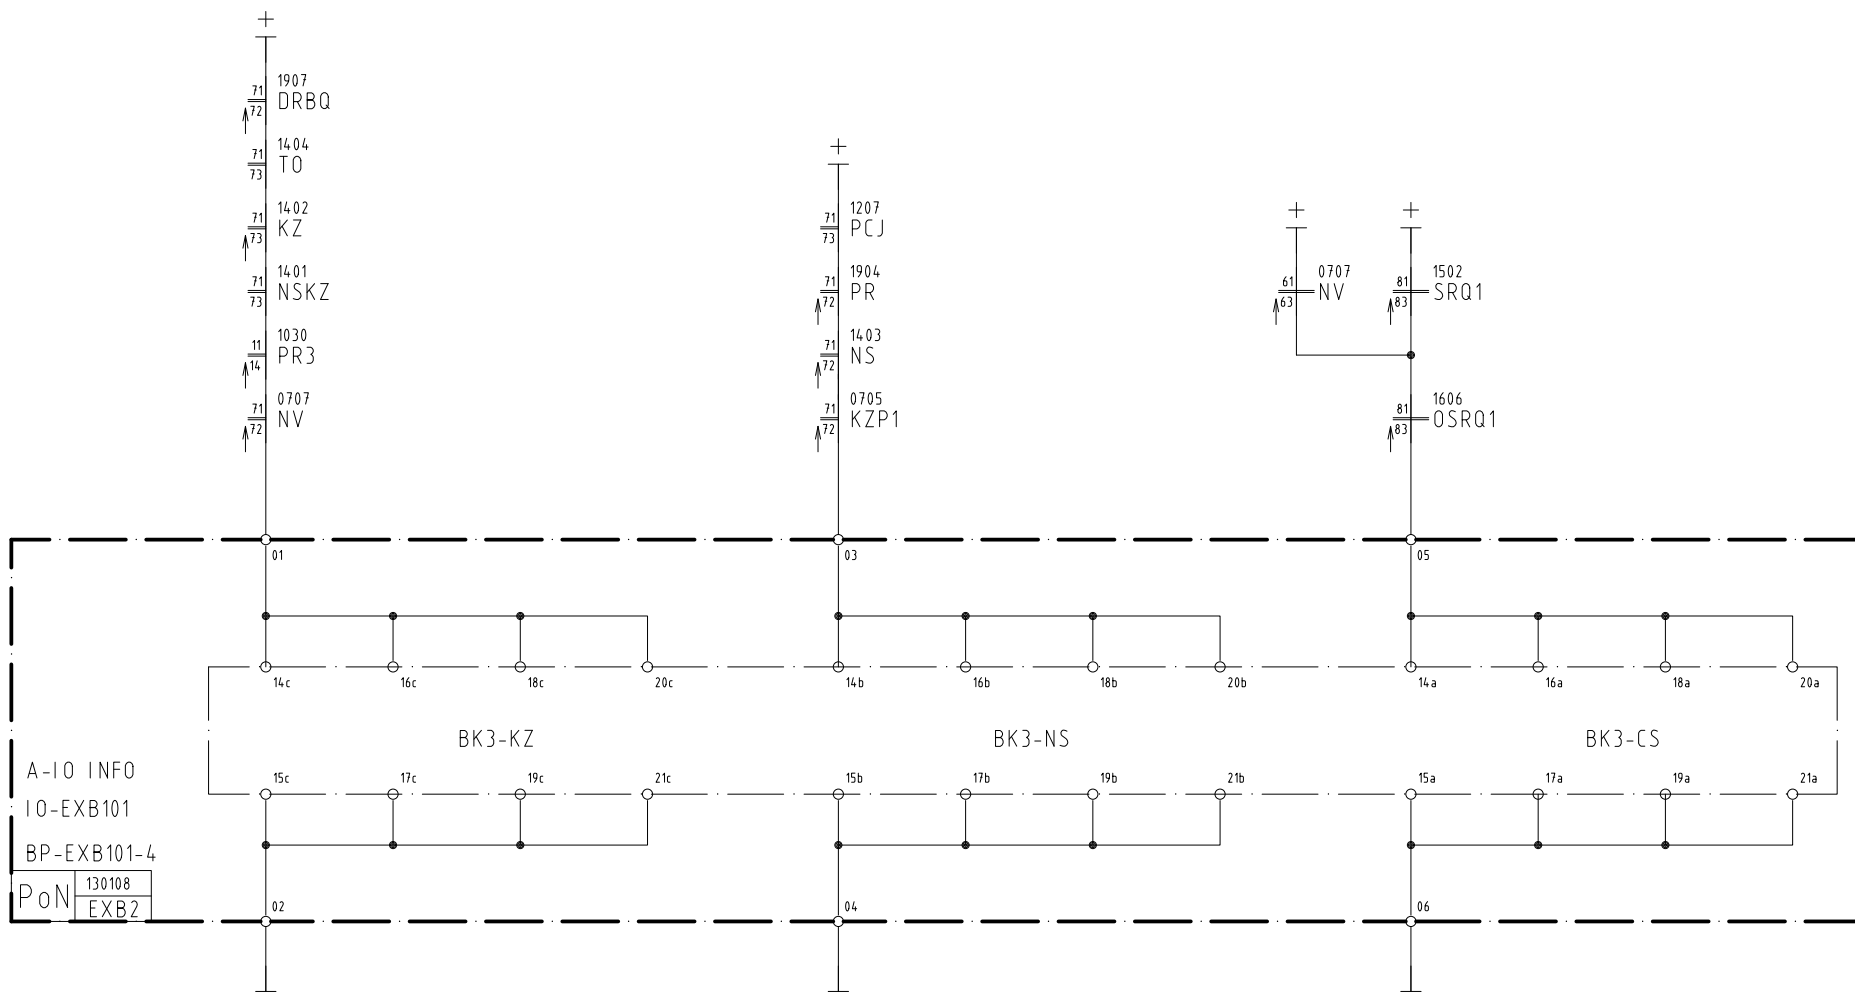 +
71 1907
72 DRBQ
71 1404
73 TO
71 1402
73 KZ
71 1401
73 NSKZ
11 1030
14 PR3
71 0707
72 NV
+
71 1207
73 PCJ
71 1904
72 PR
71 1403
72 NS
71 0705
72 KZP1
+ +
61 0707
63 NV
81 1502
83 SRQ1
81 1606
83 OSRQ1
01 03 05
14c 16c 18c 20c 14b 16b 18b 20b 14a 16a 18a 20a
BK3-KZ BK3-NS BK3-CS
15c 17c 19c 21c 15b 17b 19b 21b 15a 17a 19a 21a
A-IO INFO
IO-EXB101
BP-EXB101-4
PoN 130108
EXB2
02 04 06